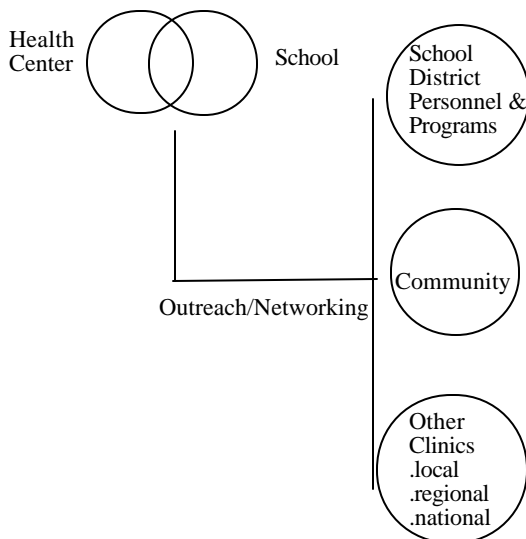 Health
Center
School
School
District
Personnel &
Programs
Community
Outreach/Networking
Other
Clinics
.local
.regional
.national